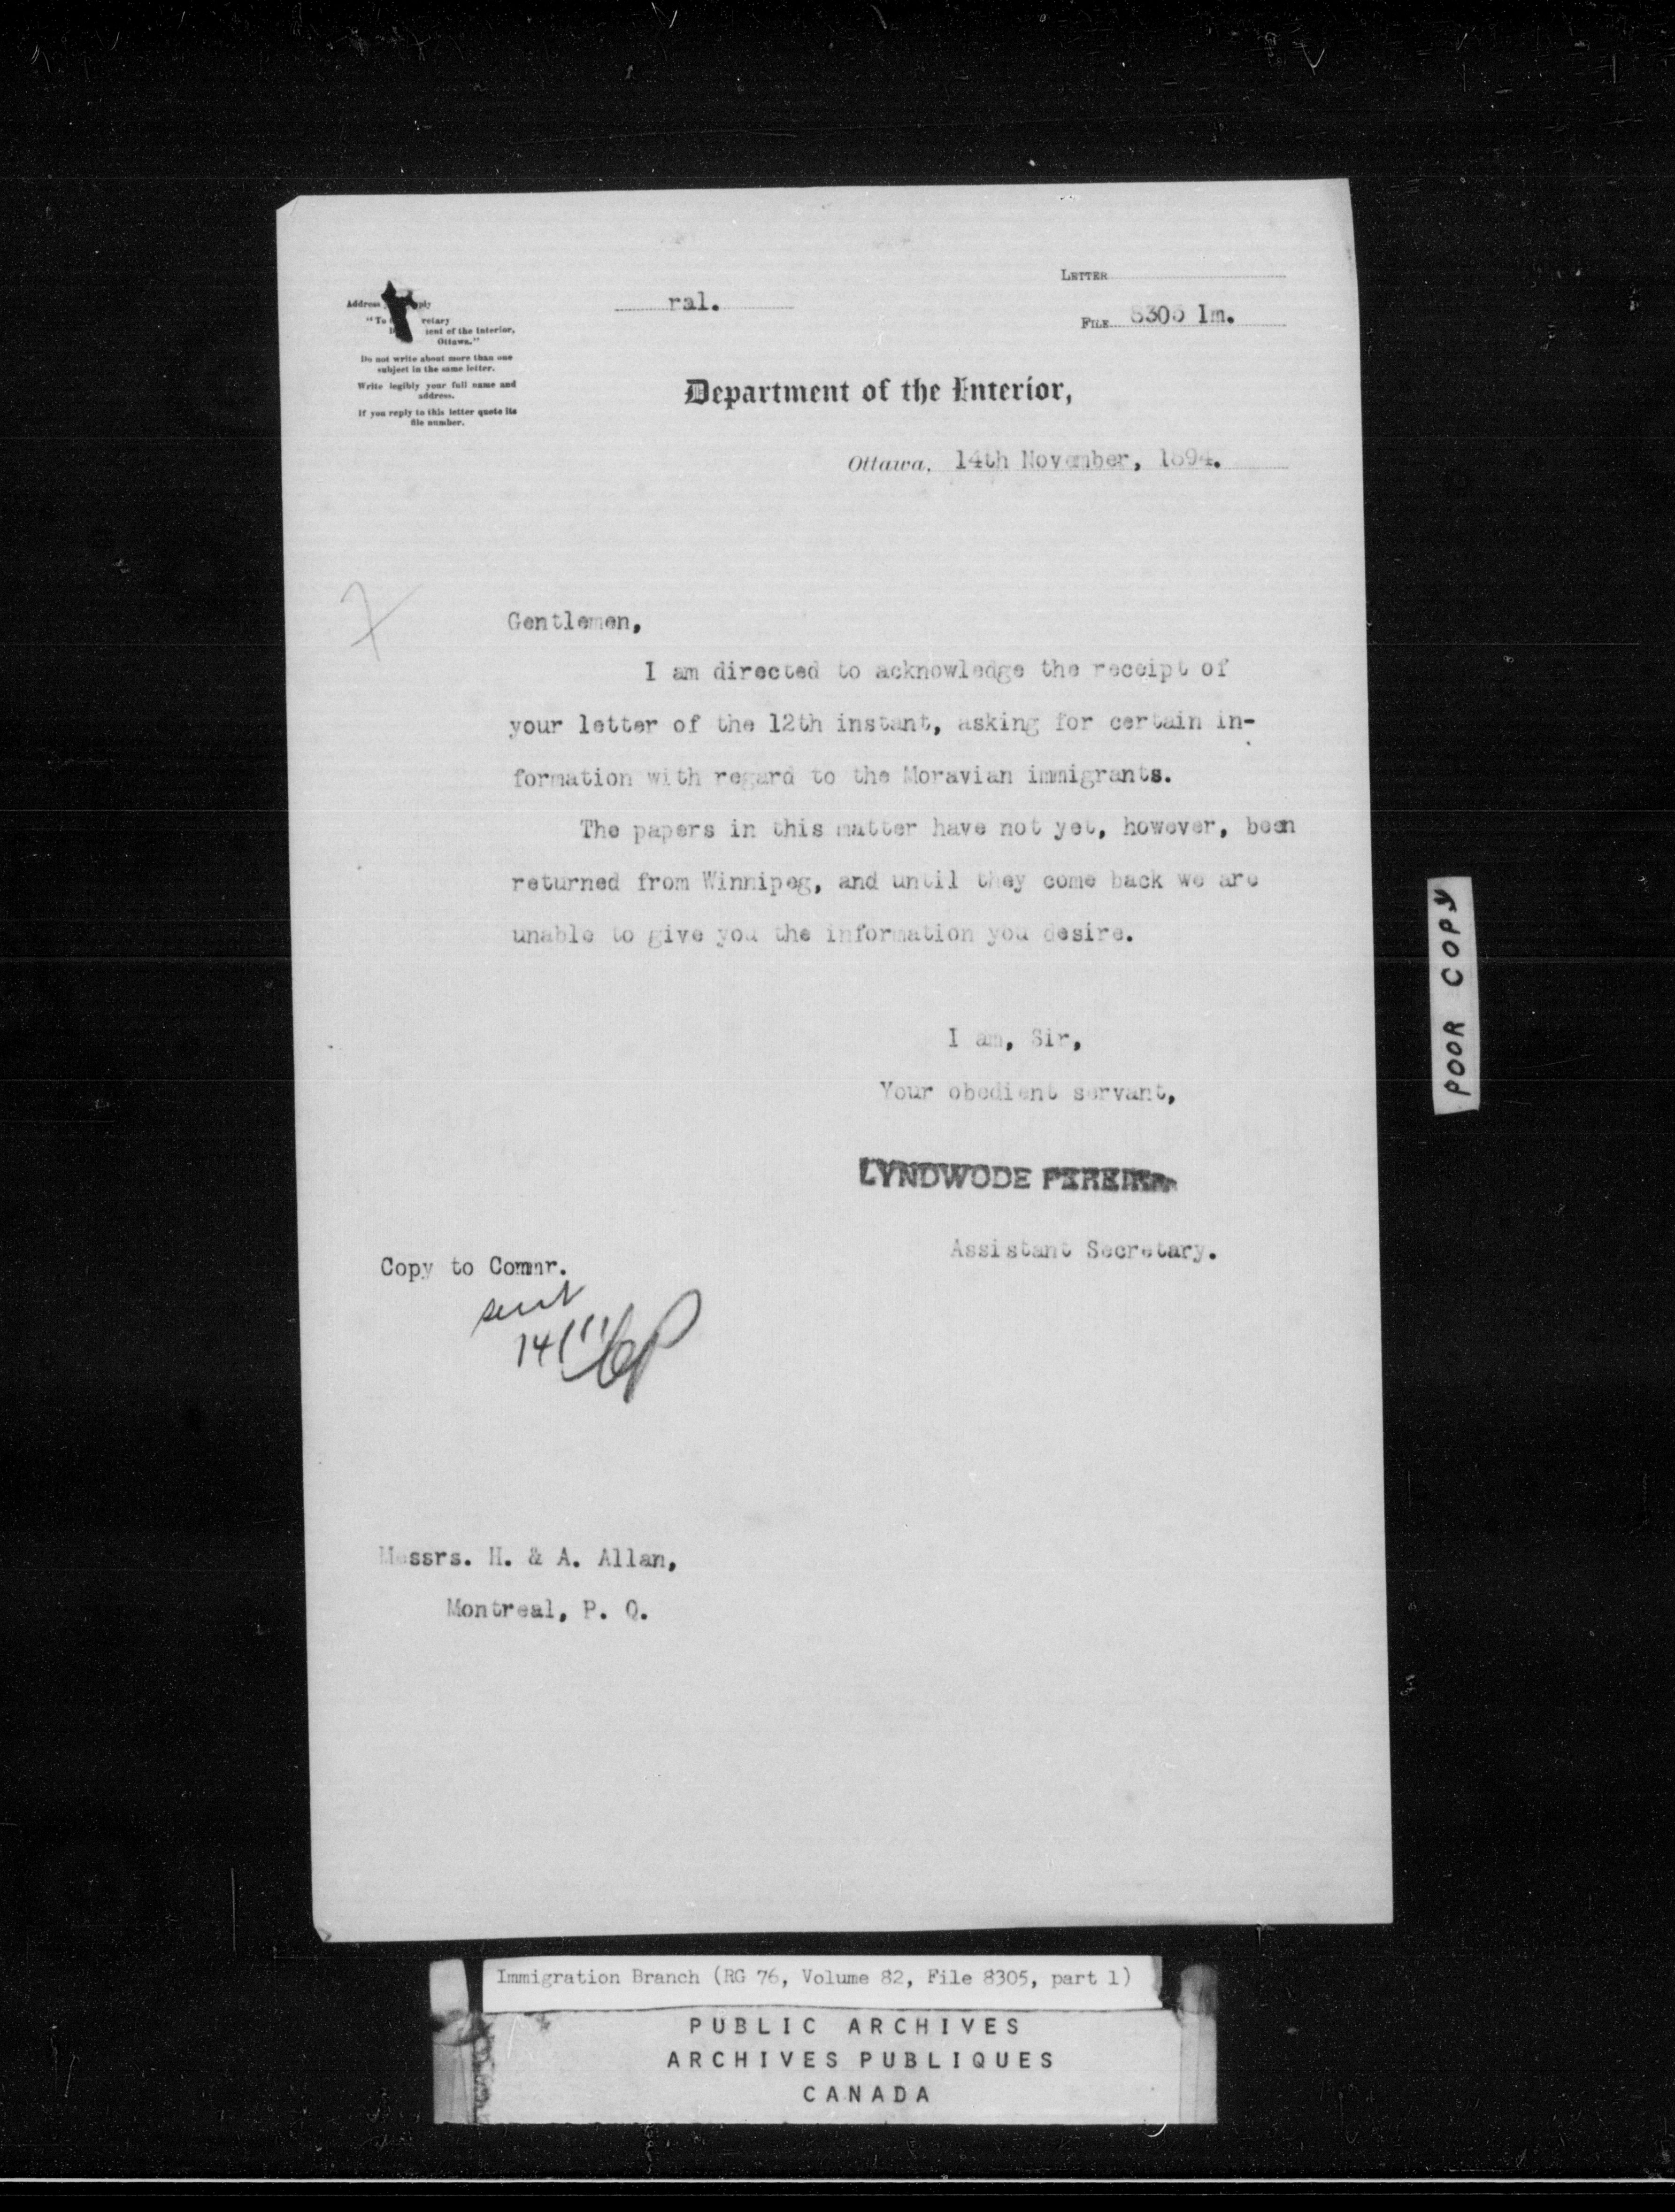 LETTER
ral.
FILE 8305 Im.
Address reply
"To retary
ient of the Interior,
Ottawa."
Do not write about more than one
subject in the same letter.
Write legibly your full name and
address.
If you reply to this letter quote its
file number.
Department of the Interior,
Ottawa, 14th November, 1894.
7
Gentlemen,
I am directed to acknowledge the receipt of
your letter of the 12th instant, asking for certain in-
formation with regard to the Moravian immigrants.
The papers in this matter have not yet, however, been
returned from Winnipeg, and until they come back we are
unable to give you the information you desire.
I am, Sir,
Your obedient servant,
LYNDWODE PEREIRA
Assistant Secretary.
Copy to Commr.
sent
14/11
Messrs. H. & A. Allan,
Montreal, P. Q.
POOR COPY
Immigration Branch (RG 76, Volume 82, File 8305, part 1)
PUBLIC ARCHIVES
ARCHIVES PUBLIQUES
CANADA